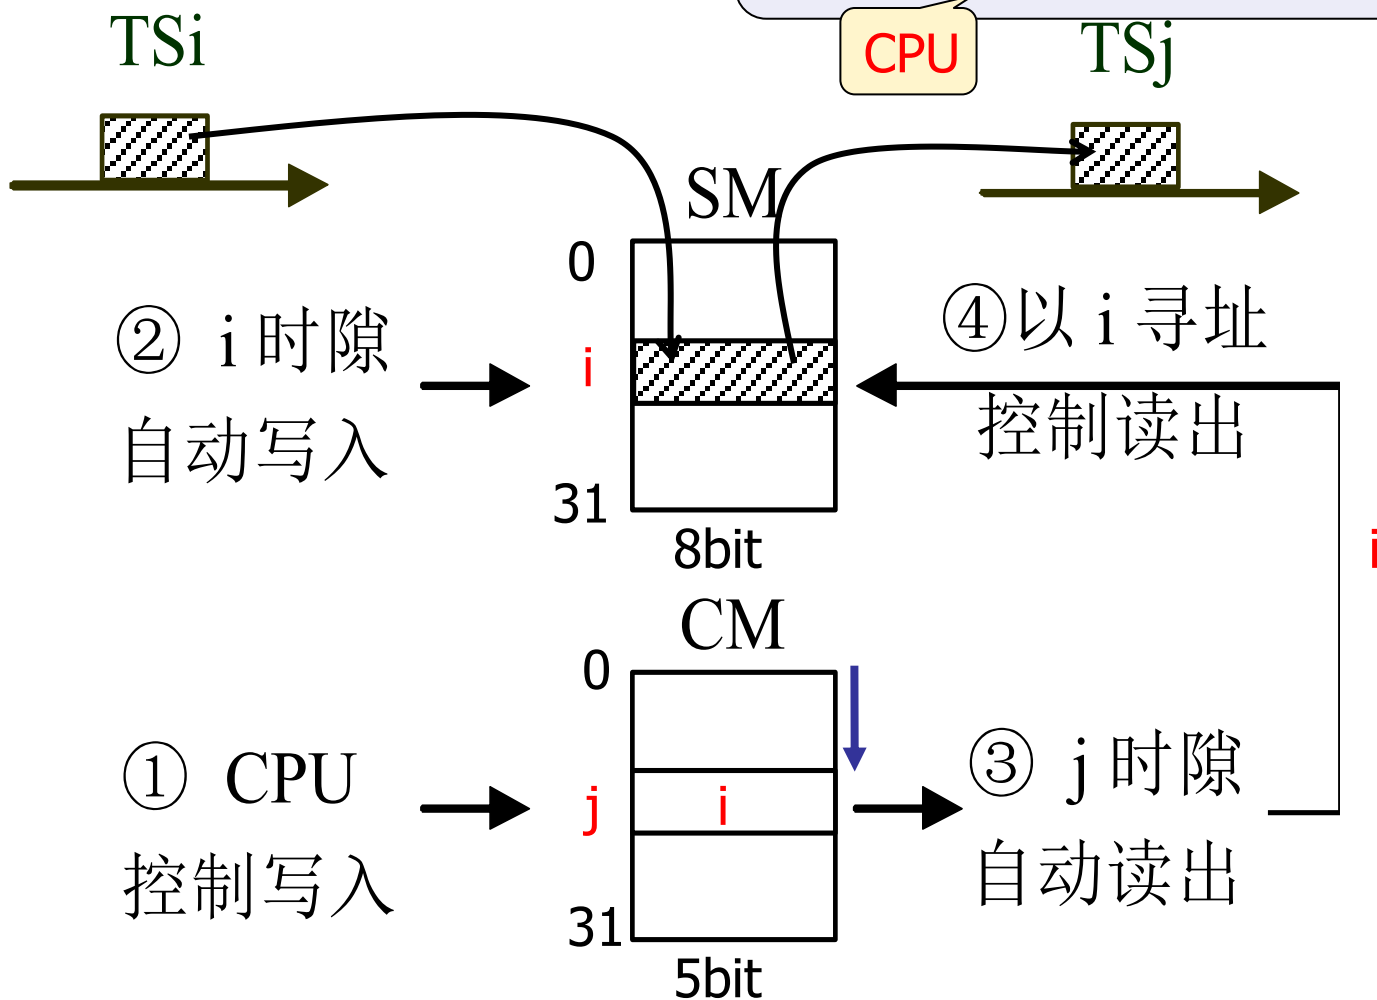 TSi
CPU
TSj
SM
0
② i时隙
自动写入
i
④以 i 寻址
控制读出
31
8bit
i
CM
0
① CPU
控制写入
j
i
③ j时隙
自动读出
31
5bit